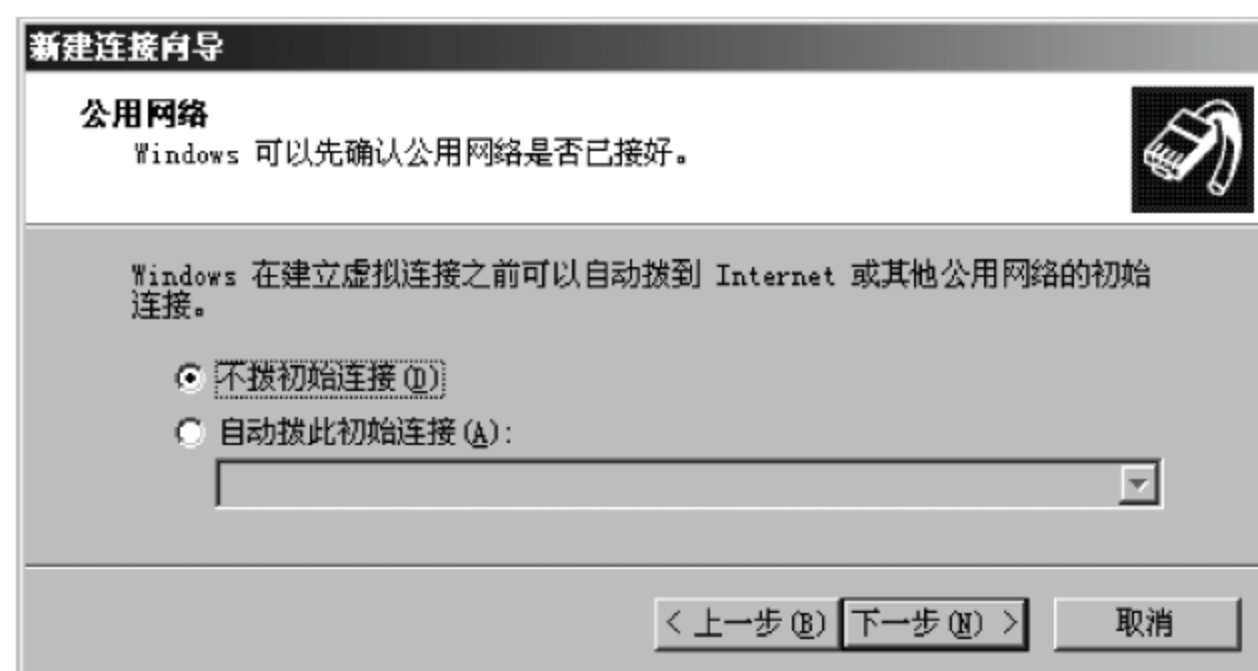 新建连接向导
公用网络
Windows 可以先确认公用网络是否已接好。
Windows 在建立虚拟连接之前可以自动拨到 Internet 或其他公用网络的初始
连接。
不拨初始连接(D)
自动拨此初始连接(A):
< 上一步(B) 下一步(N) > 取消